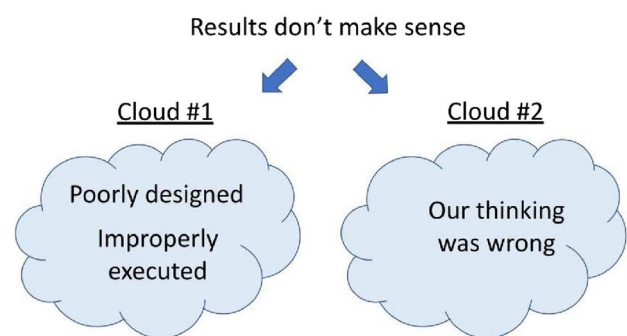 Results don’t make sense
Cloud #1
Cloud #2
Poorly designed
Improperly
executed
Our thinking
was wrong